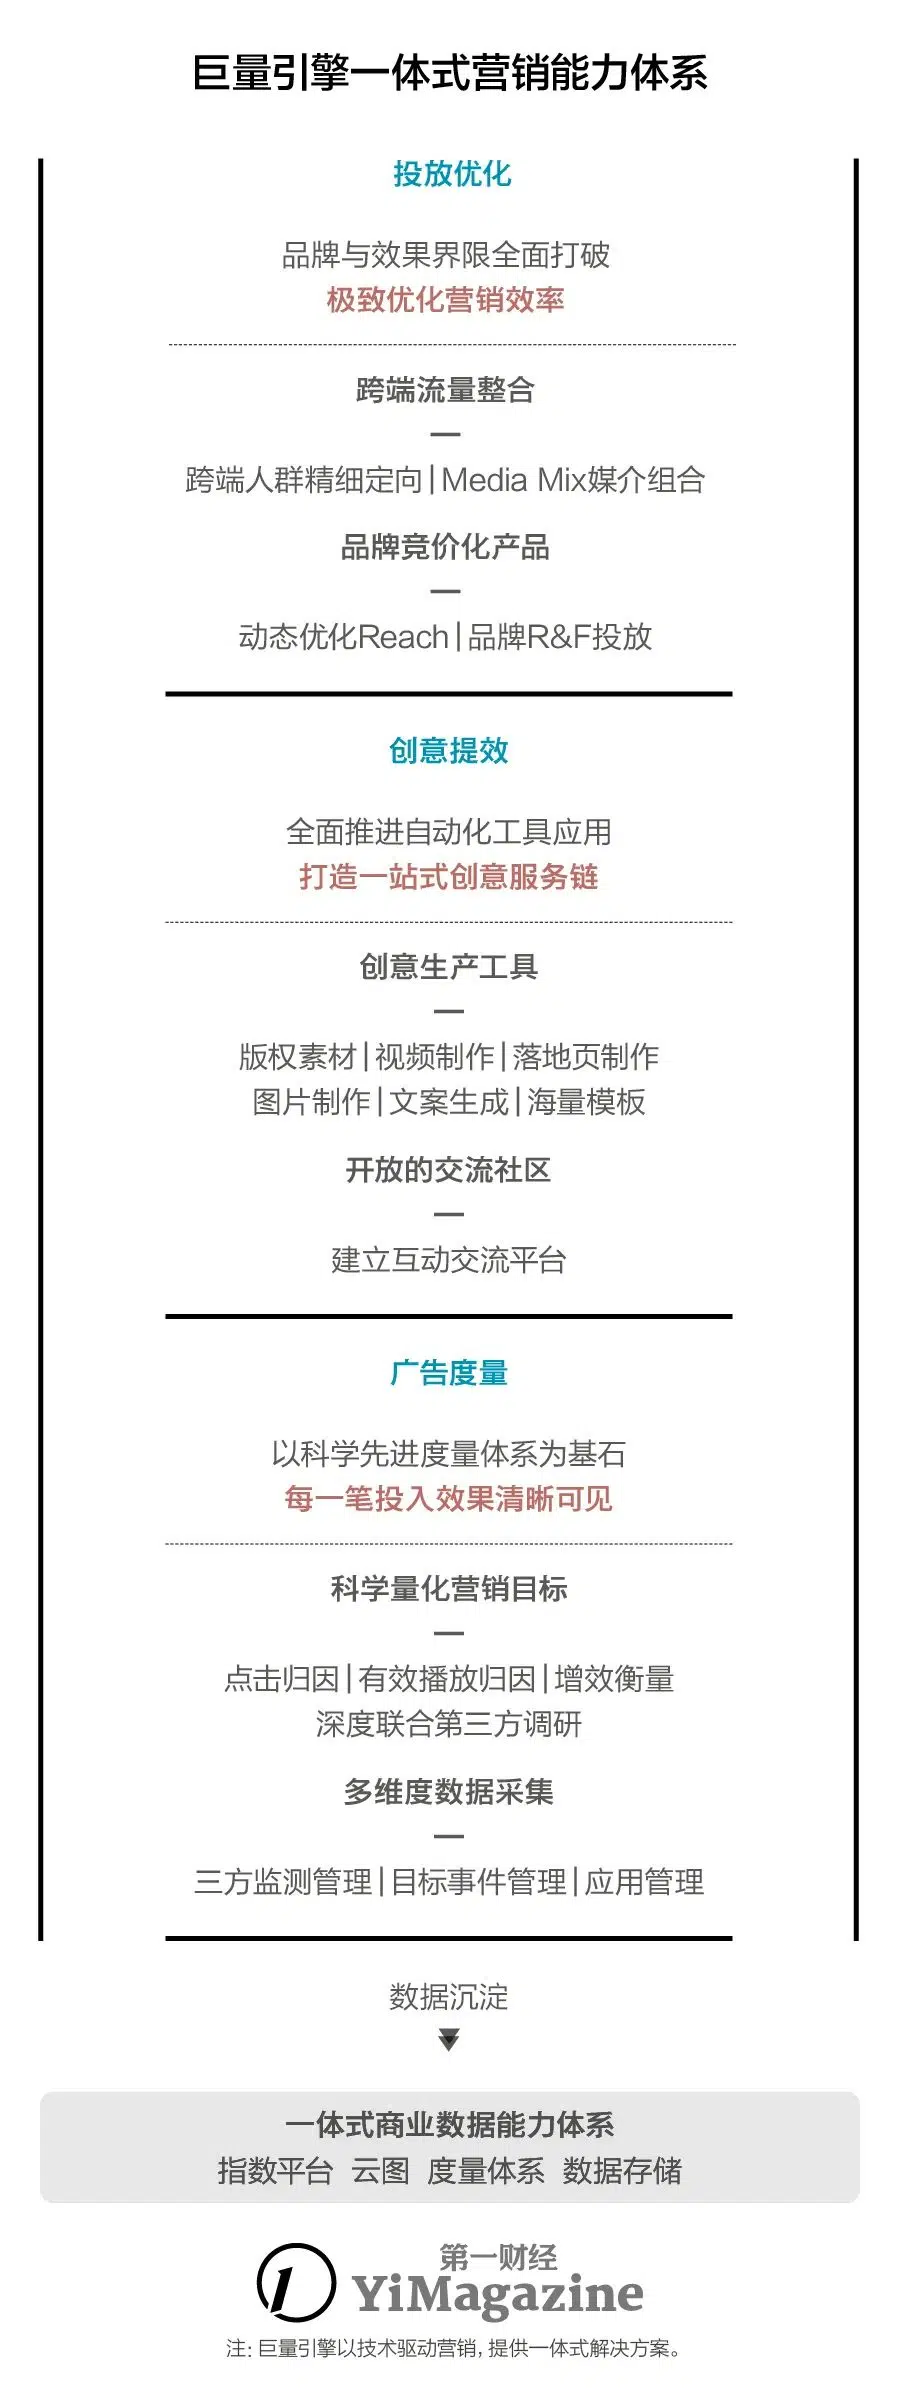 巨量引擎一体式营销能力体系
投放优化
品牌与效果界限全面打破
极致优化营销效率
跨端流量整合
跨端人群精细定向|Media Mix媒介组合
品牌竞价化产品
动态优化Reach|品牌R&F投放
创意提效
全面推进自动化工具应用
打造一站式创意服务链
创意生产工具
版权素材|视频制作|落地页制作
图片制作|文案生成|海量模板
开放的交流社区
建立互动交流平台
广告度量
以科学先进度量体系为基石
每一笔投入效果清晰可见
科学量化营销目标
点击归因|有效播放归因|增效衡量
深度联合第三方调研
多维度数据采集
三方监测管理|目标事件管理|应用管理
数据沉淀
一体式商业数据能力体系
指数平台 云图 度量体系 数据存储
第一财经
YiMagazine
注: 巨量引擎以技术驱动营销, 提供一体式解决方案。